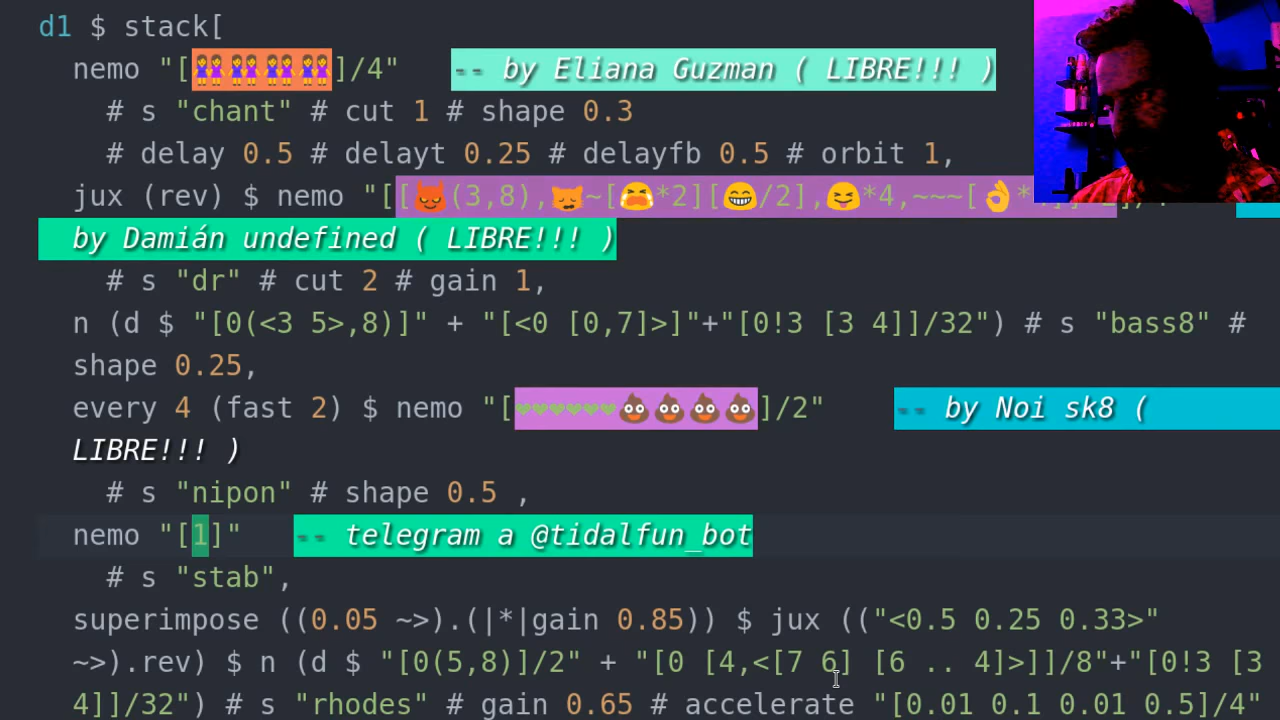 d1 $ stack[
nemo "[👭👭👭👭]/4" -- by Eliana Guzman ( LIBRE!!! )
# s "chant" # cut 1 # shape 0.3
# delay 0.5 # delayt 0.25 # delayfb 0.5 # orbit 1,
jux (rev) $ nemo "[[👿(3,8),😼~[😭*2][😁/2],😝*4,~~~[👌*
by Damián undefined ( LIBRE!!! )
# s "dr" # cut 2 # gain 1,
n (d $ "[0(<3 5>,8)]" + "[<0 [0,7]>]"+"[0!3 [3 4]]/32") # s "bass8" #
shape 0.25,
every 4 (fast 2) $ nemo "[❤❤❤❤❤❤💩💩💩💩]/2" -- by Noi sk8 (
LIBRE!!! )
# s "nipon" # shape 0.5 ,
nemo "[1]" -- telegram a @tidalfun_bot
# s "stab",
superimpose ((0.05 ~>).(|*|gain 0.85)) $ jux (("<0.5 0.25 0.33>"
~>).rev) $ n (d $ "[0(5,8)]/2" + "[0 [4,<[7 6] [6 .. 4]>]]/8"+"[0!3 [3
4]]/32") # s "rhodes" # gain 0.65 # accelerate "[0.01 0.1 0.01 0.5]/4"